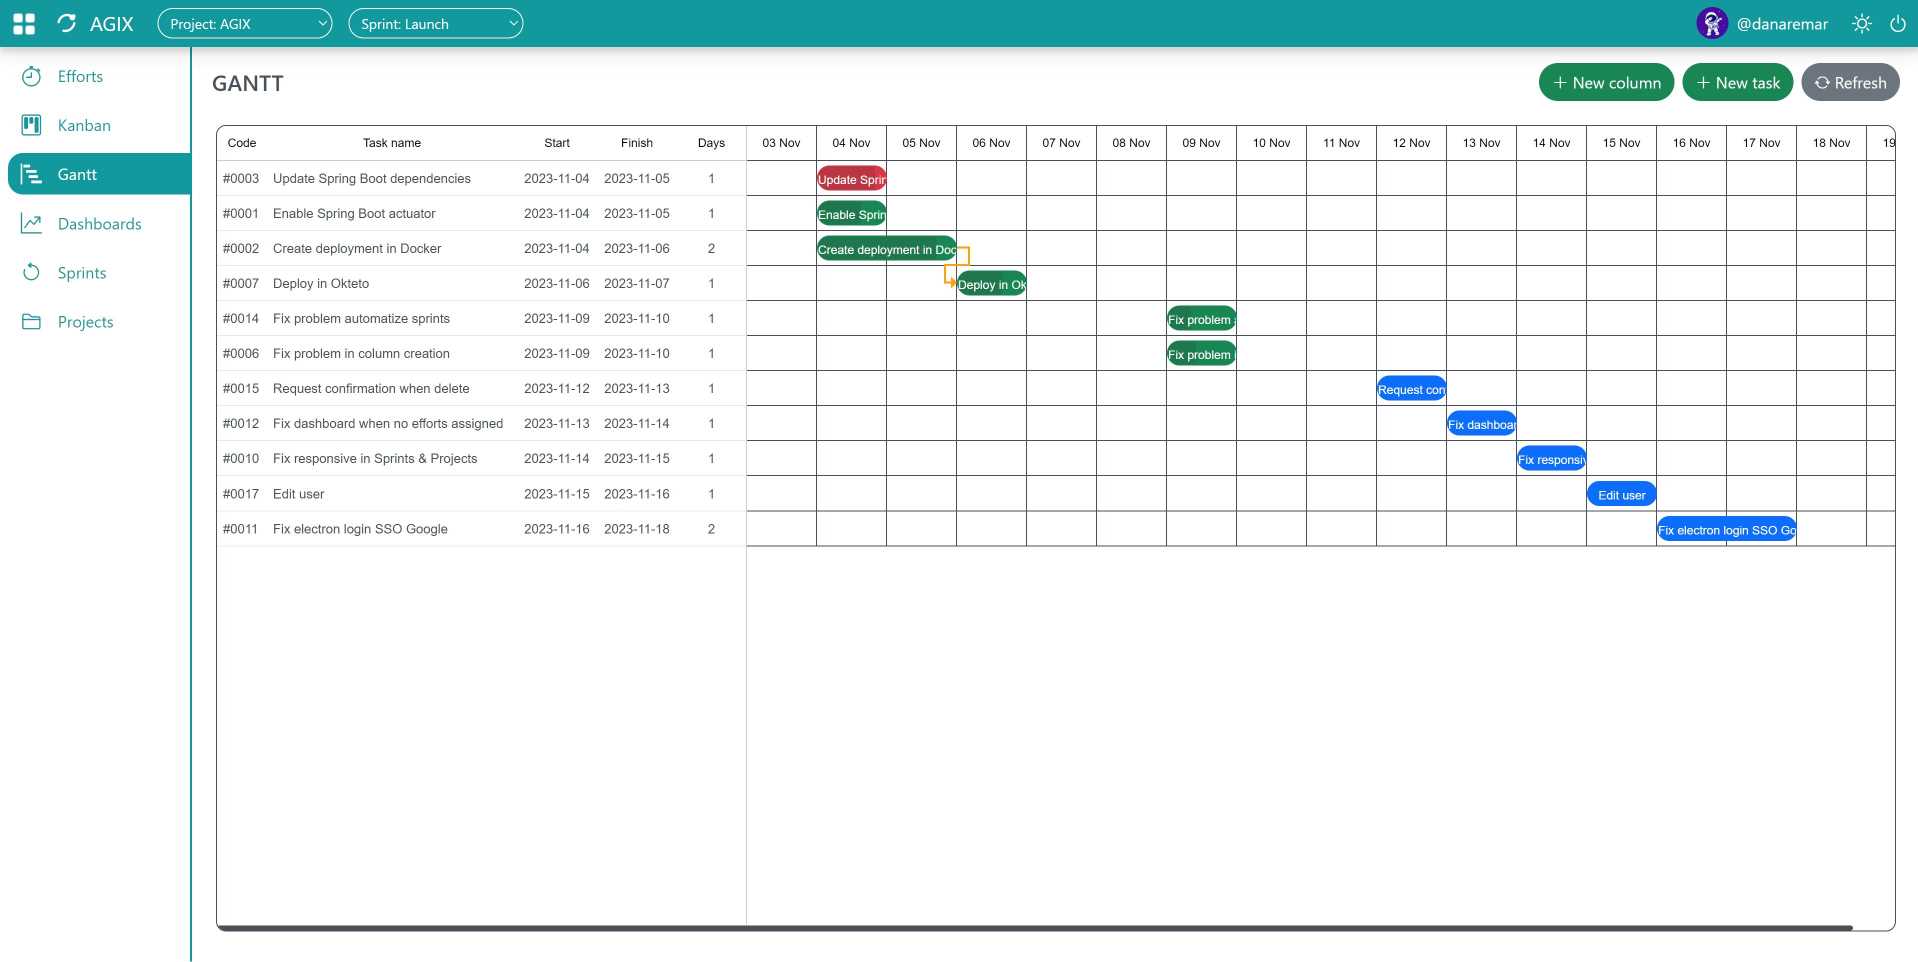 AGIX Project: AGIX Sprint: Launch @danaremar
Efforts
Kanban
Gantt
Dashboards
Sprints
Projects
GANTT
New column New task Refresh
Code Task name Start Finish Days 03 Nov 04 Nov 05 Nov 06 Nov 07 Nov 08 Nov 09 Nov 10 Nov 11 Nov 12 Nov 13 Nov 14 Nov 15 Nov 16 Nov 17 Nov 18 Nov 19
#0003 Update Spring Boot dependencies 2023-11-04 2023-11-05 1 Update Sprin
#0001 Enable Spring Boot actuator 2023-11-04 2023-11-05 1 Enable Sprin
#0002 Create deployment in Docker 2023-11-04 2023-11-06 2 Create deployment in Doc
#0007 Deploy in Okteto 2023-11-06 2023-11-07 1 Deploy in Ok
#0014 Fix problem automatize sprints 2023-11-09 2023-11-10 1 Fix problem a
#0006 Fix problem in column creation 2023-11-09 2023-11-10 1 Fix problem
#0015 Request confirmation when delete 2023-11-12 2023-11-13 1 Request con
#0012 Fix dashboard when no efforts assigned 2023-11-13 2023-11-14 1 Fix dashboar
#0010 Fix responsive in Sprints & Projects 2023-11-14 2023-11-15 1 Fix responsiv
#0017 Edit user 2023-11-15 2023-11-16 1 Edit user
#0011 Fix electron login SSO Google 2023-11-16 2023-11-18 2 Fix electron login SSO Go